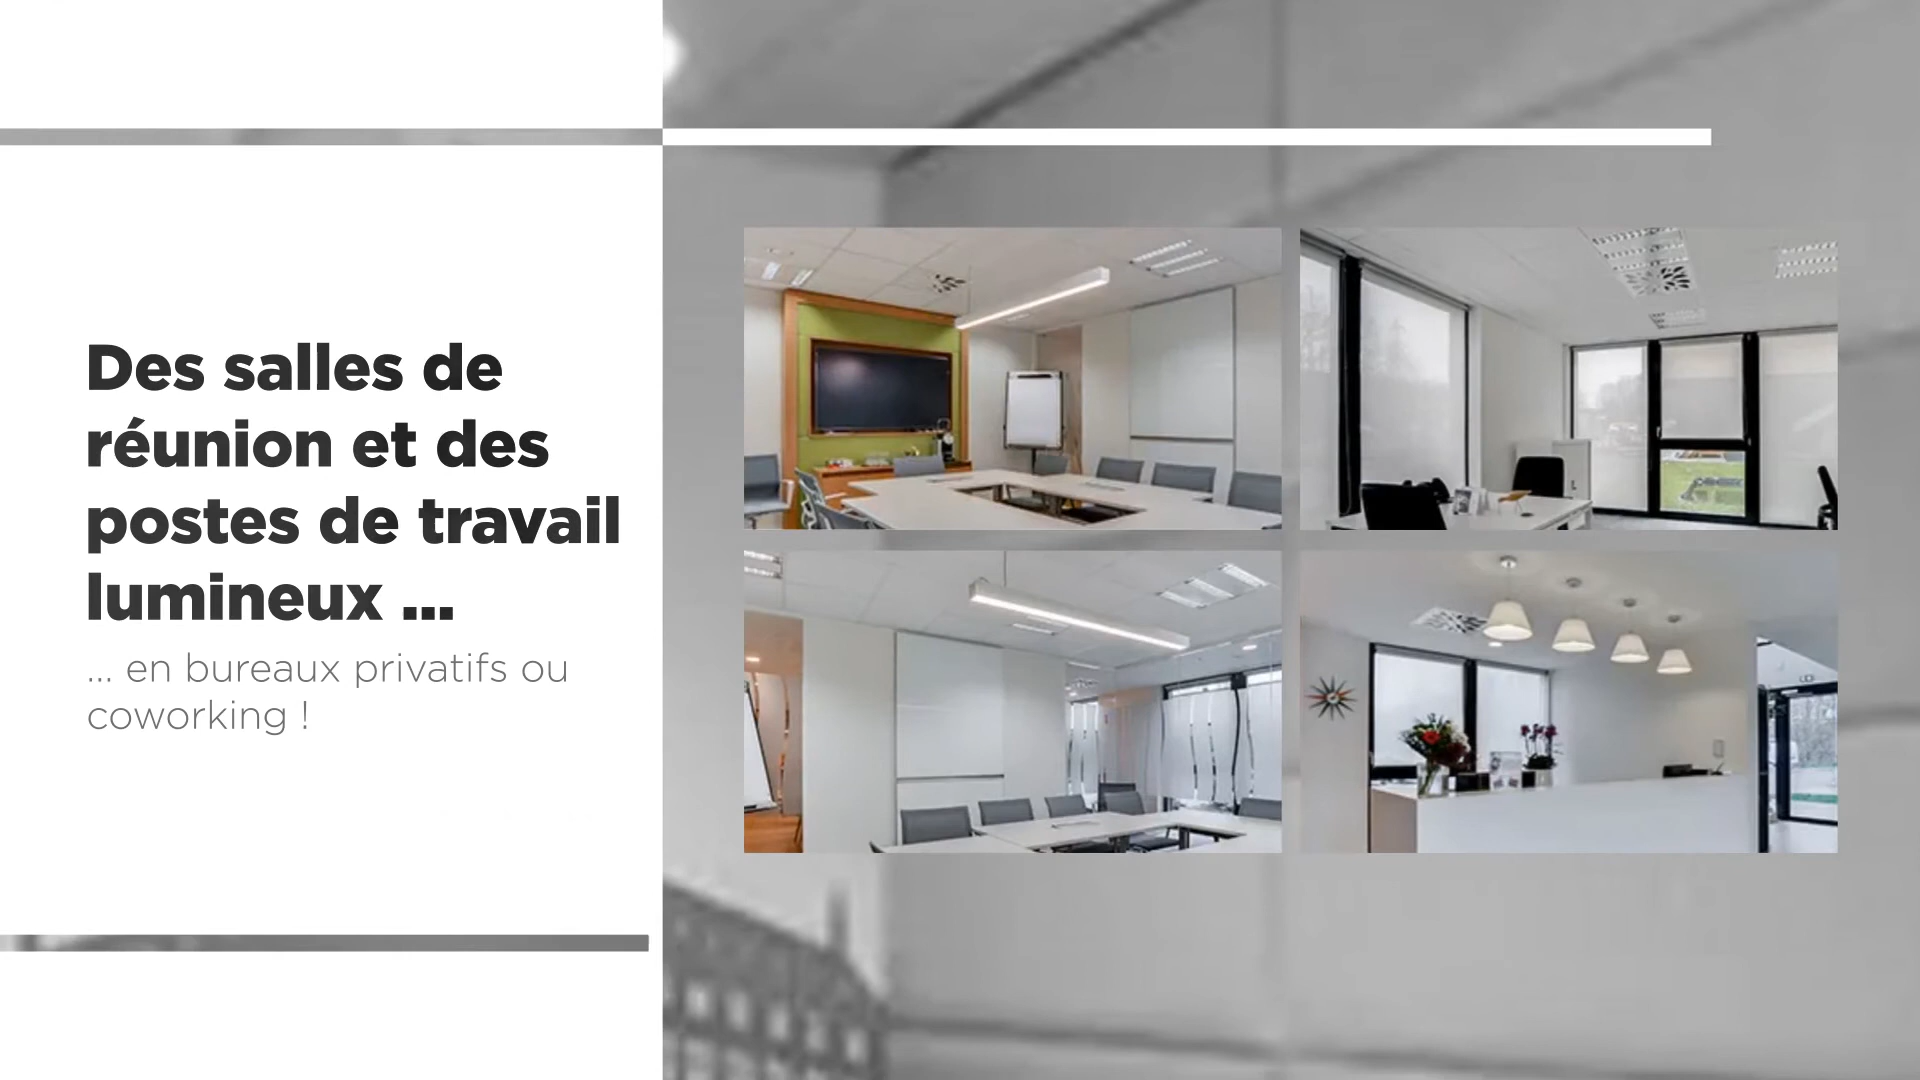 Des salles de
réunion et des
postes de travail
lumineux ...
... en bureaux privatifs ou
coworking !